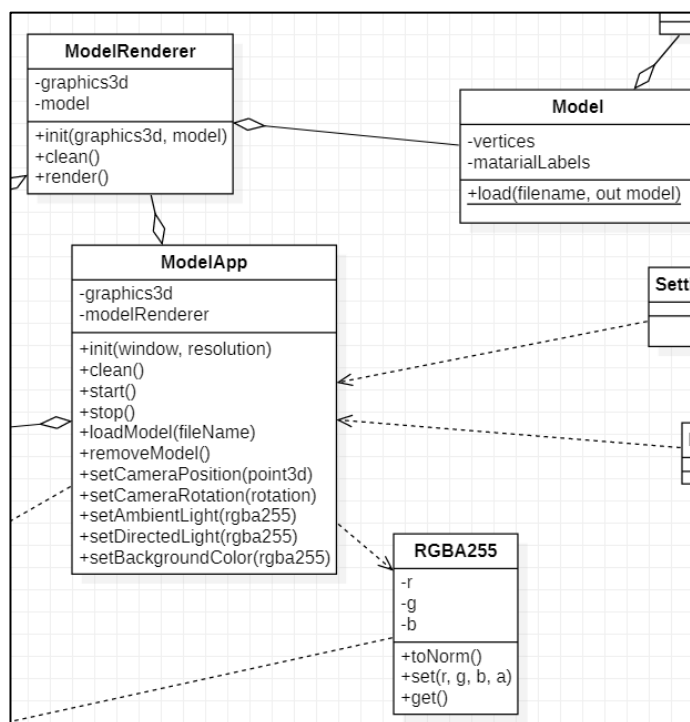 ModelRenderer
-graphics3d
-model
+init(graphics3d, model)
+clean()
+render()
Model
-vertices
-matarialLabels
+load(filename, out model)
ModelApp
-graphics3d
-modelRenderer
+init(window, resolution)
+clean()
+start()
+stop()
+loadModel(fileName)
+removeModel()
+setCameraPosition(point3d)
+setCameraRotation(rotation)
+setAmbientLight(rgba255)
+setDirectedLight(rgba255)
+setBackgroundColor(rgba255)
RGBA255
-r
-g
-b
+toNorm()
+set(r, g, b, a)
+get()